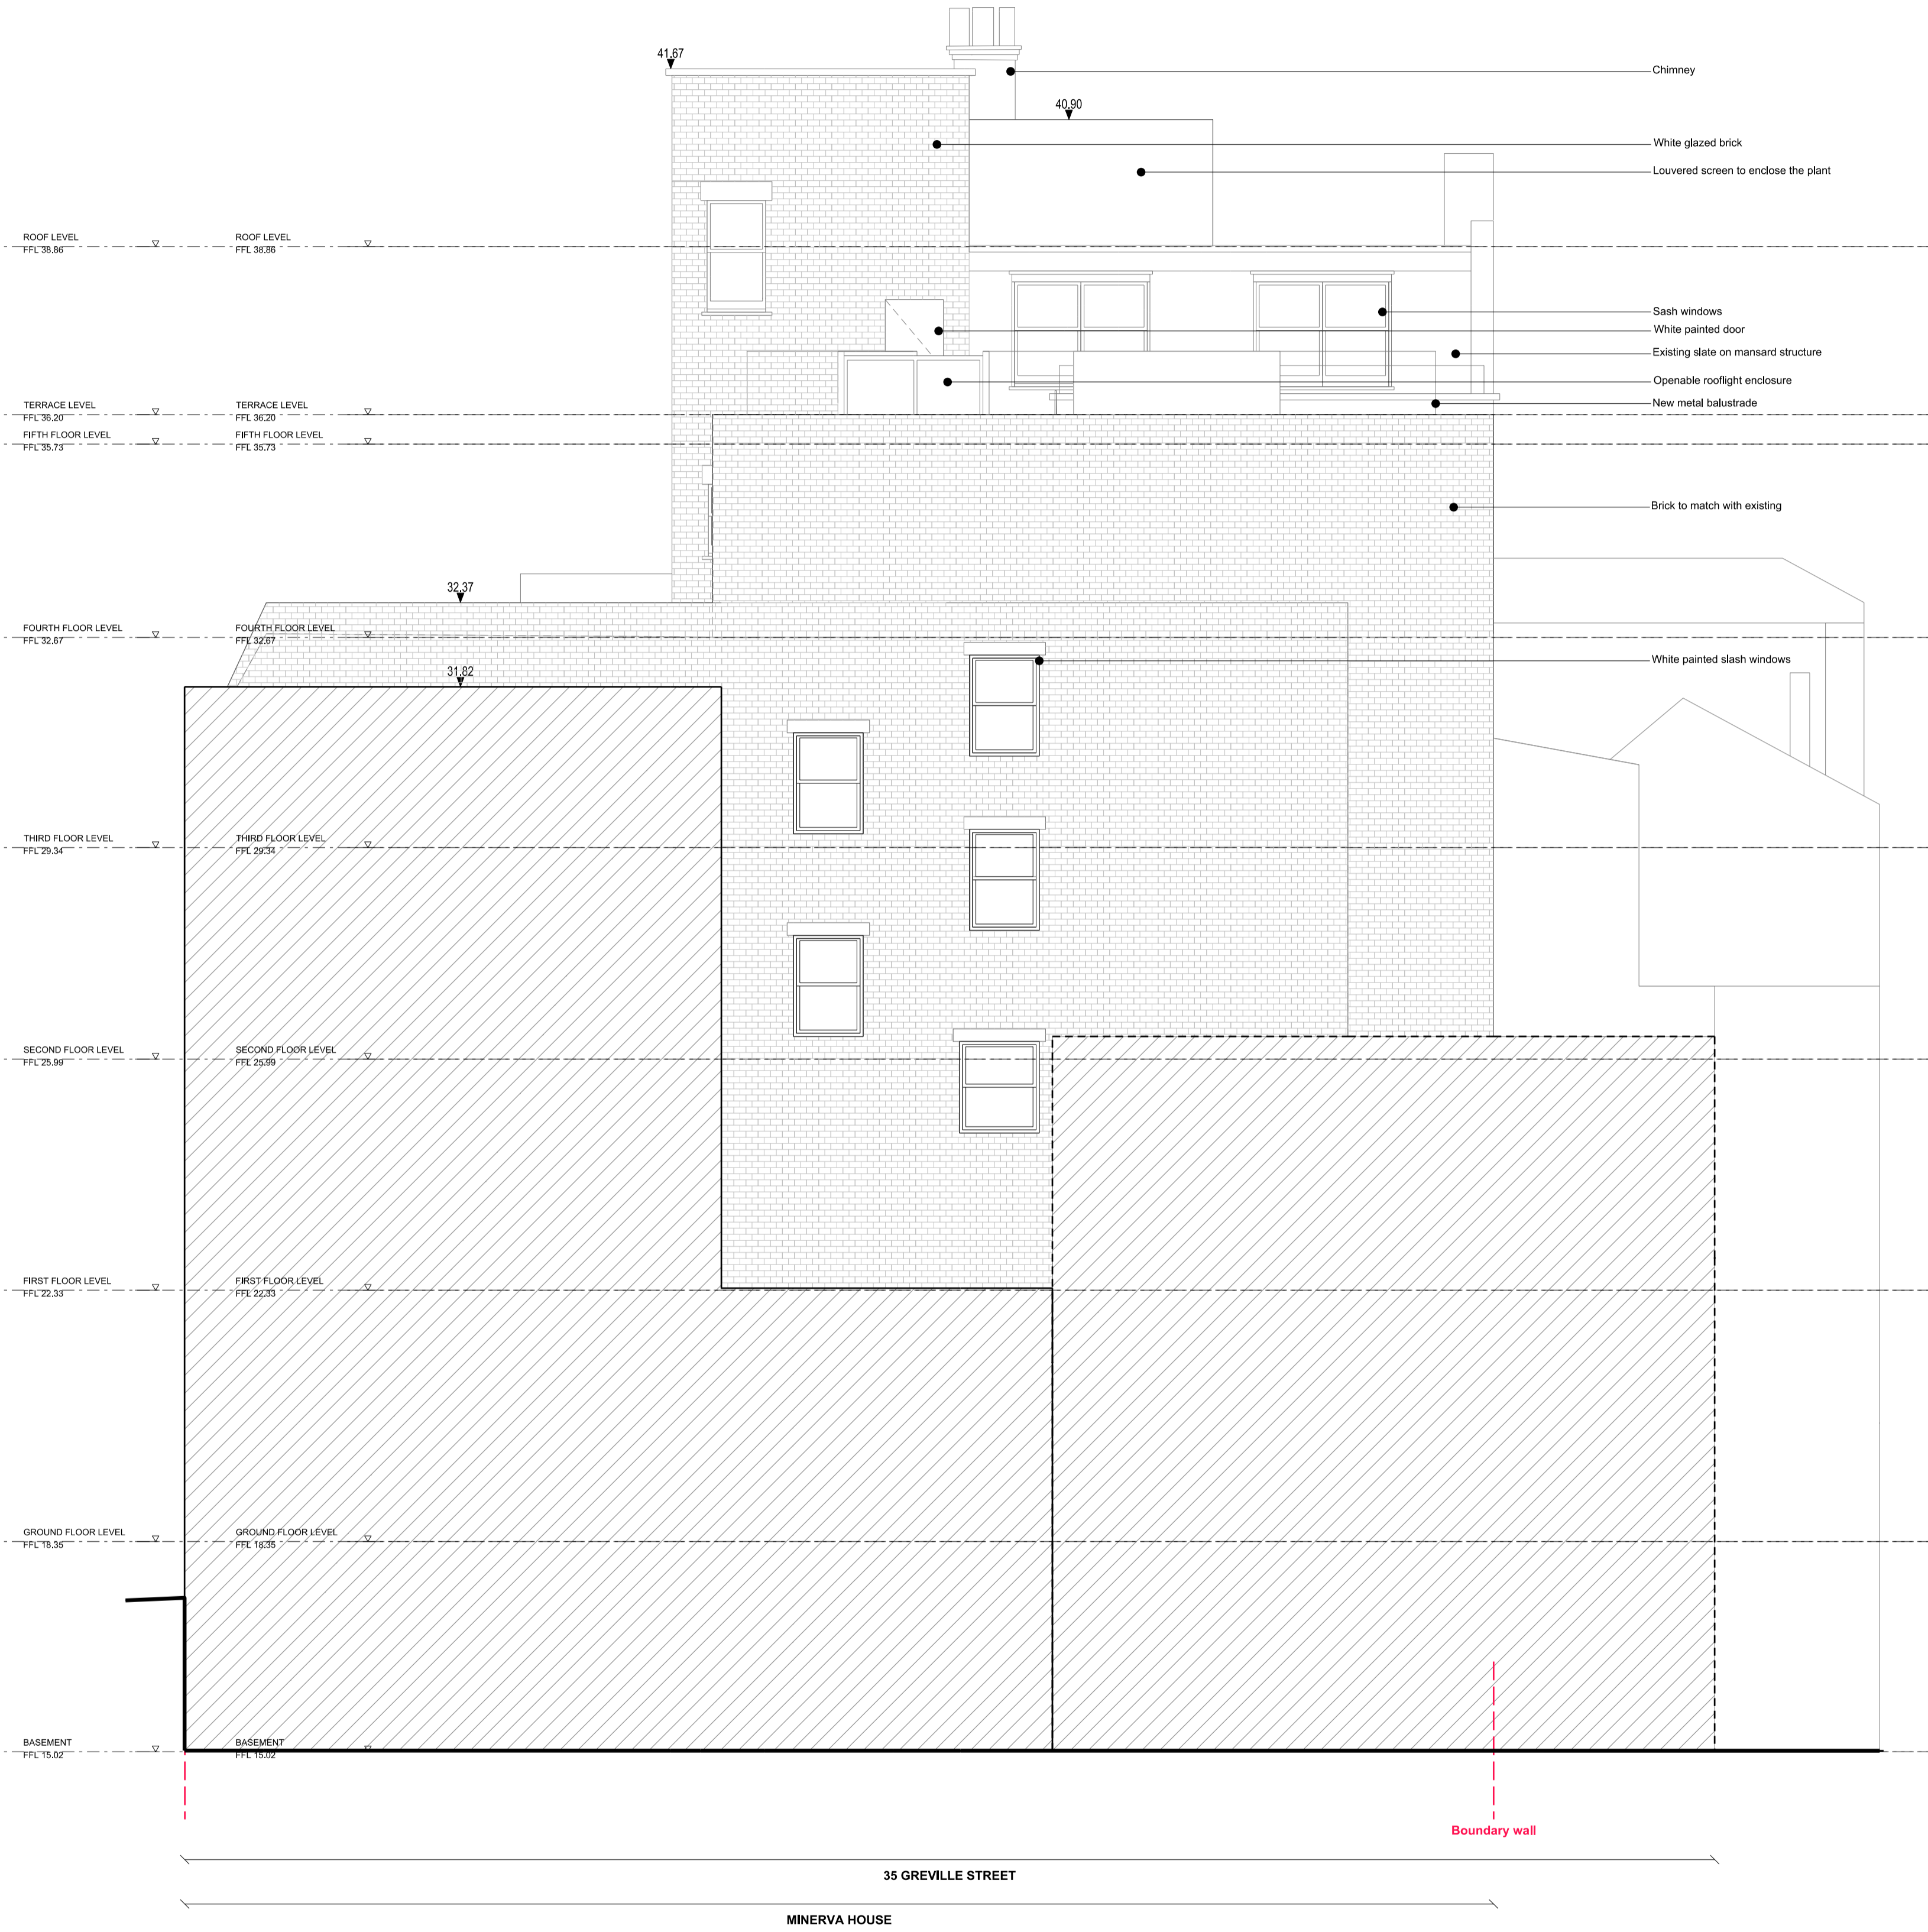 41.67
Chimney
40.90
White glazed brick
Louvered screen to enclose the plant
ROOF LEVEL
FFL 38.86
ROOF LEVEL
FFL 38.86
Sash windows
White painted door
Existing slate on mansard structure
Openable rooflight enclosure
New metal balustrade
TERRACE LEVEL
FFL 36.20
TERRACE LEVEL
FFL 36.20
FIFTH FLOOR LEVEL
FFL 35.73
FIFTH FLOOR LEVEL
FFL 35.73
Brick to match with existing
32.37
FOURTH FLOOR LEVEL
FFL 32.67
FOURTH FLOOR LEVEL
FFL 32.67
White painted slash windows
31.82
THIRD FLOOR LEVEL
FFL 29.34
THIRD FLOOR LEVEL
FFL 29.34
SECOND FLOOR LEVEL
FFL 25.99
SECOND FLOOR LEVEL
FFL 25.99
FIRST FLOOR LEVEL
FFL 22.33
FIRST FLOOR LEVEL
FFL 22.33
GROUND FLOOR LEVEL
FFL 18.35
GROUND FLOOR LEVEL
FFL 18.35
BASEMENT
FFL 15.02
BASEMENT
FFL 15.02
Boundary wall
35 GREVILLE STREET
MINERVA HOUSE